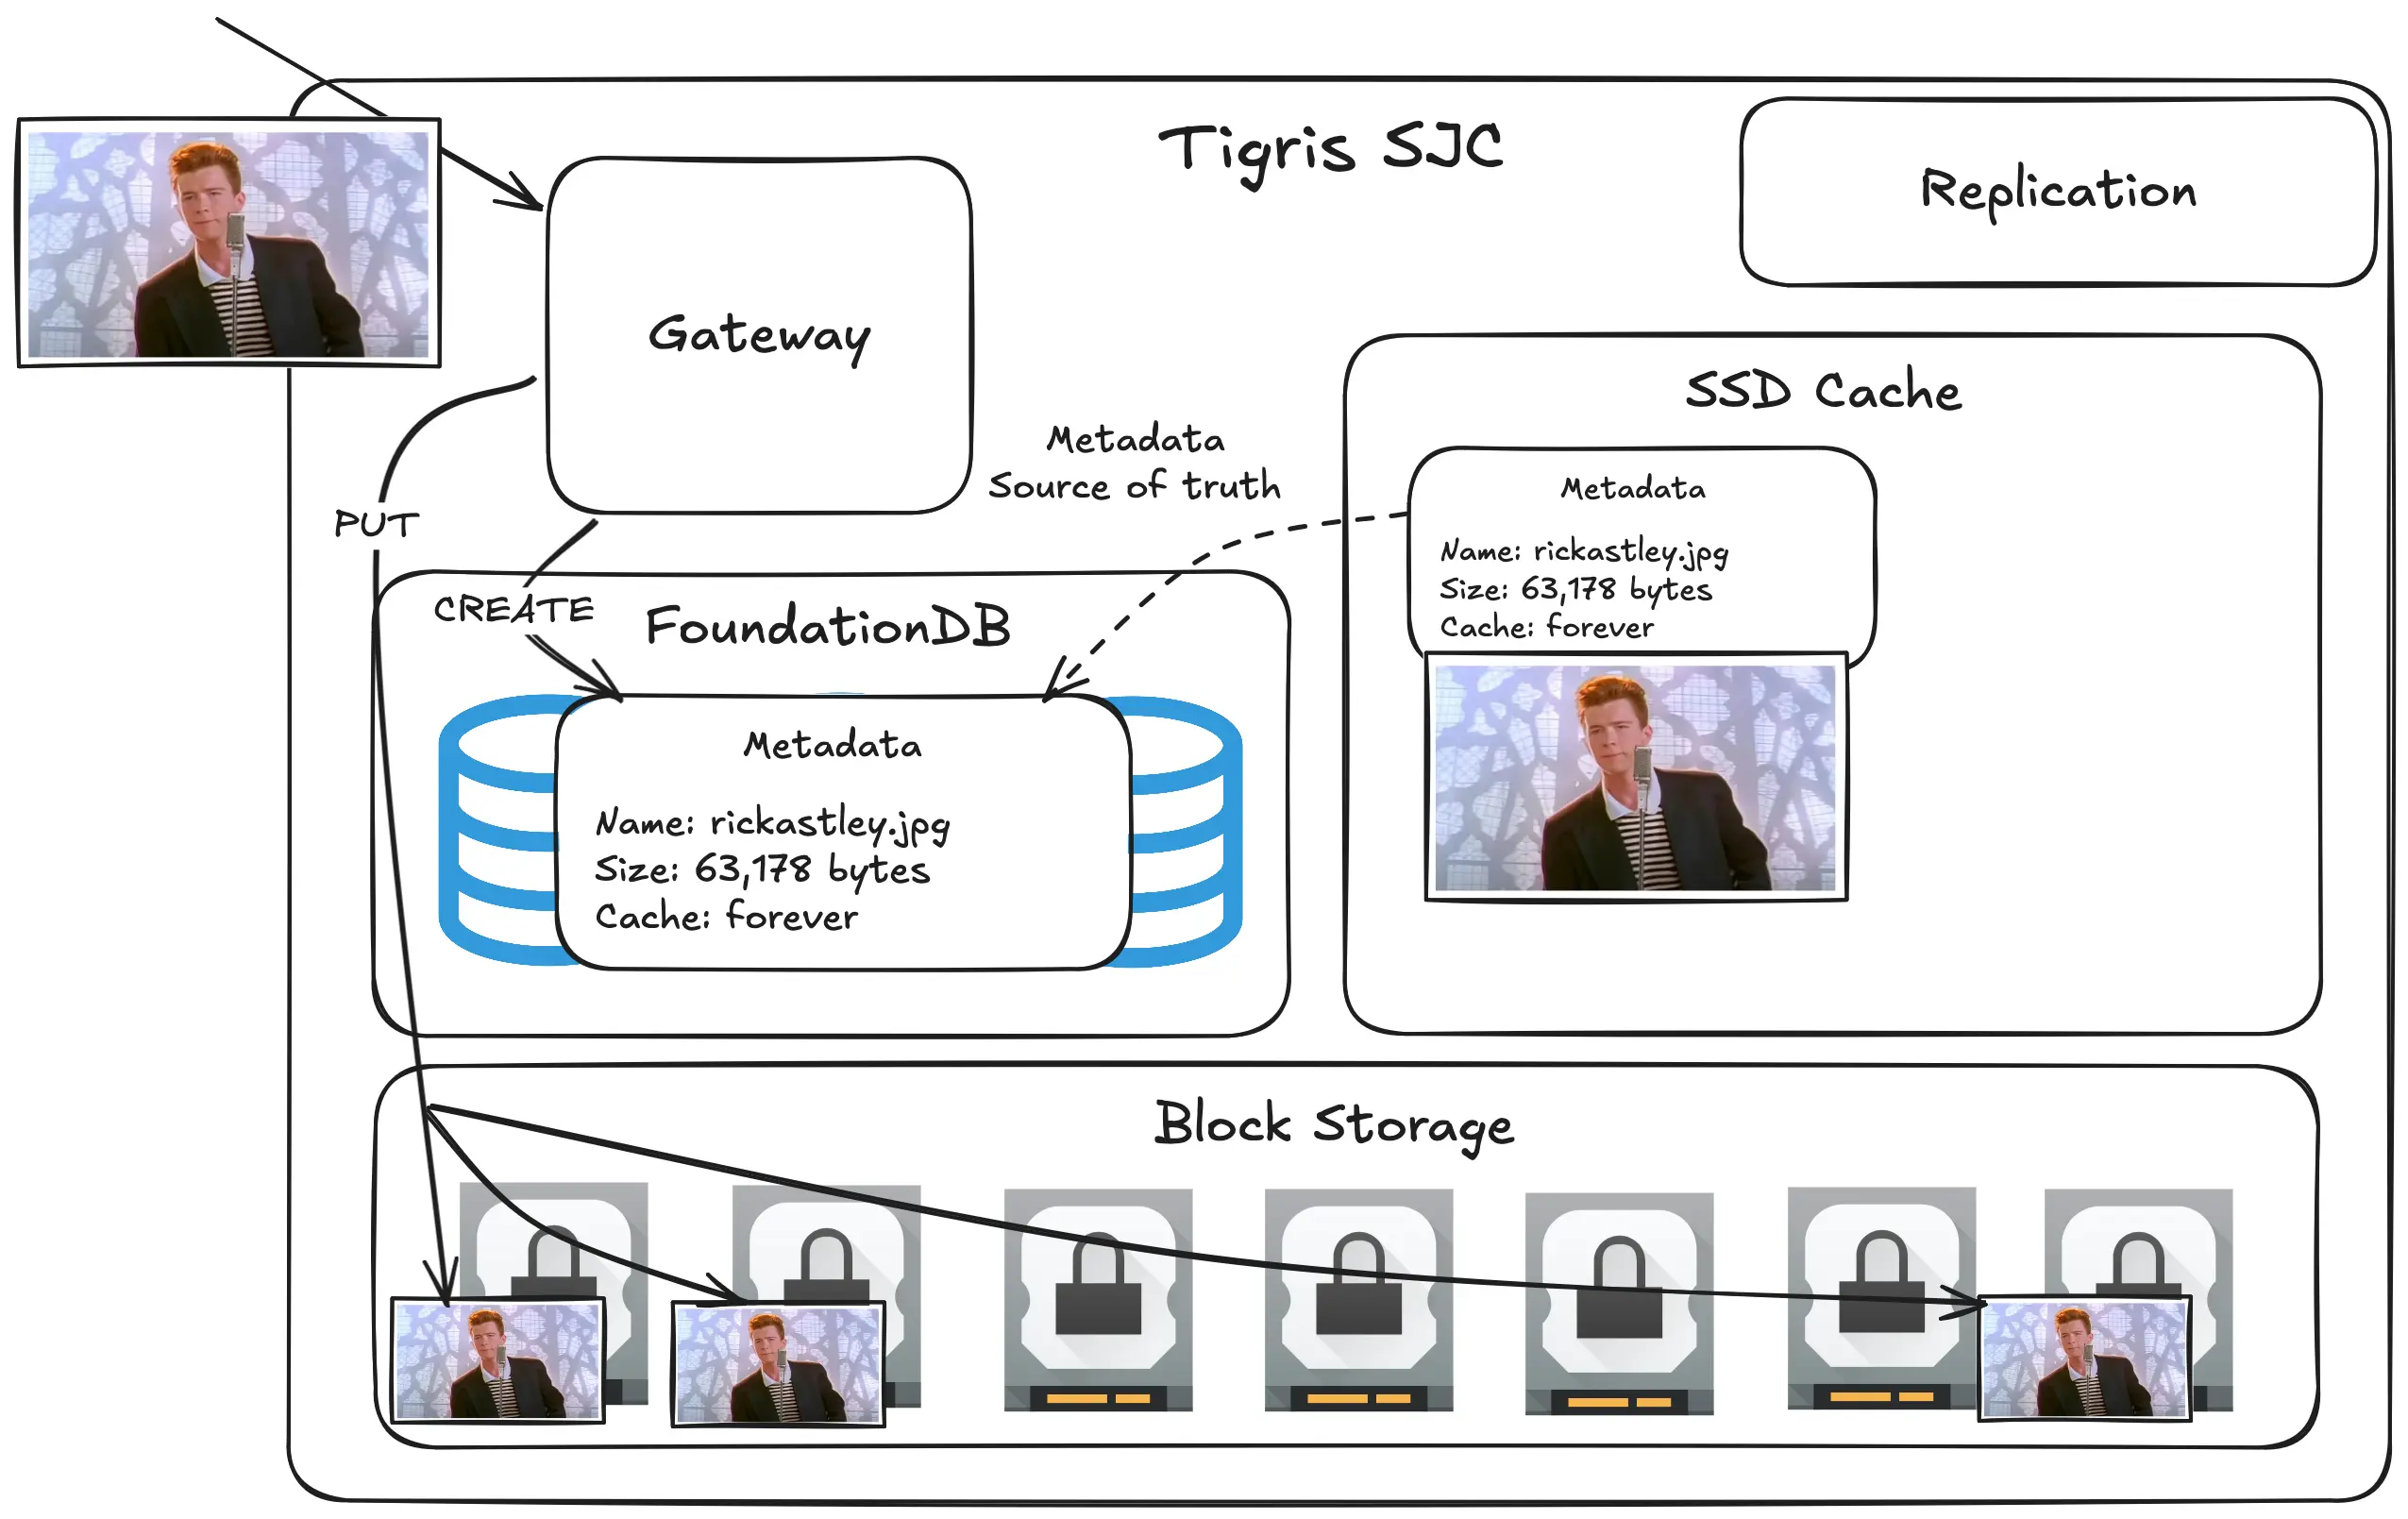 Tigris SJC
Replication
Gateway
SSD Cache
Metadata
Source of truth
Metadata
Name: rickastley.jpg
Size: 63,178 bytes
Cache: forever
PUT
CREATE
FoundationDB
Metadata
Name: rickastley.jpg
Size: 63,178 bytes
Cache: forever
Block Storage